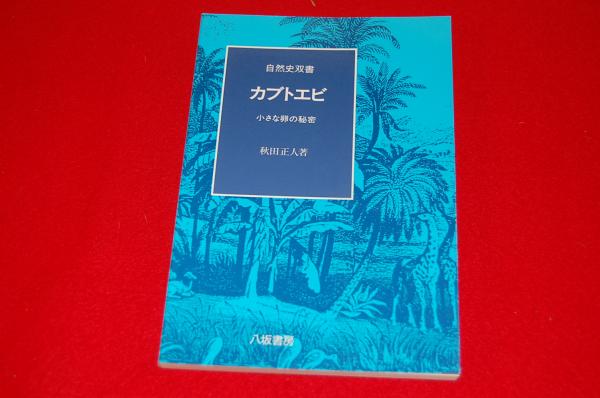 自然史双書
カブトエビ
小さな卵の秘密
秋田正人著
八坂書房